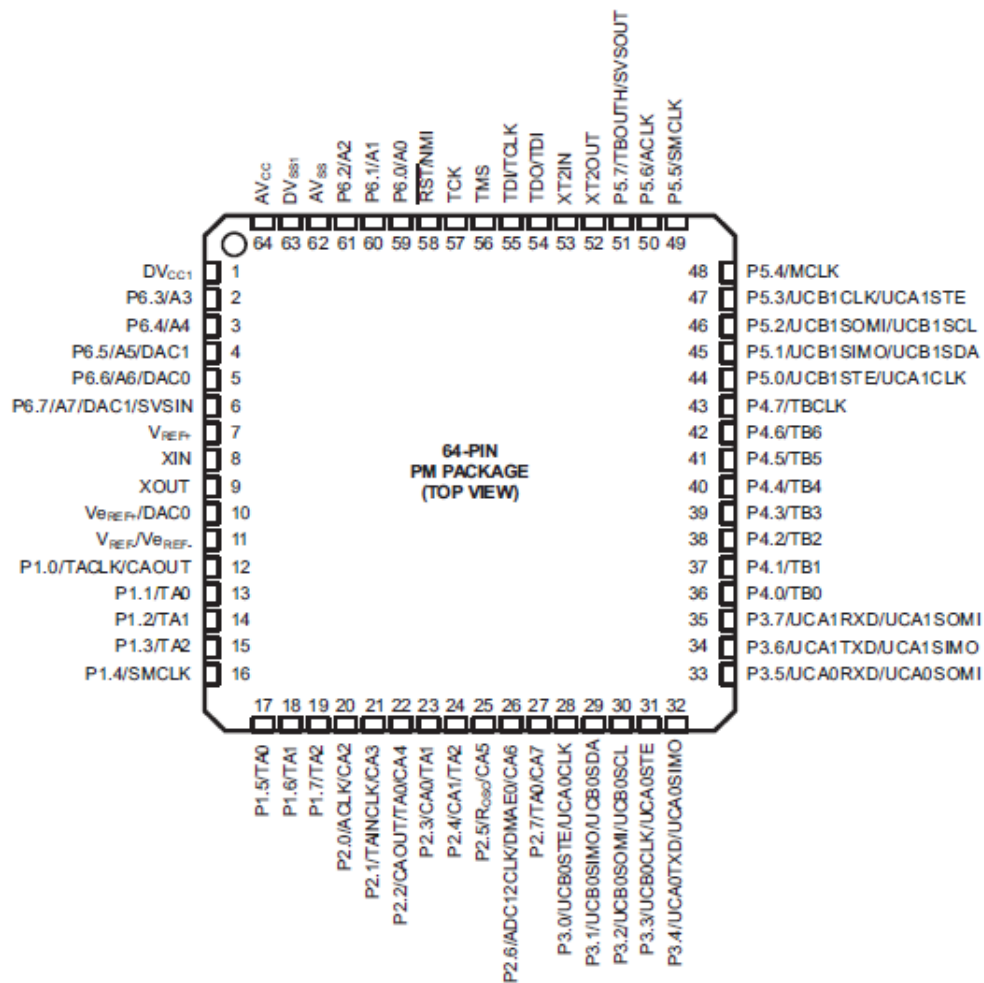 AVCC
DVSS1
AVSS
P6.2/A2
P6.1/A1
P6.0/A0
RST/NMI
TCK
TMS
TDI/TCLK
TDO/TDI
XT2IN
XT2OUT
P5.7/TBOUTH/SVSOUT
P5.6/ACLK
P5.5/SMCLK
64 63 62 61 60 59 58 57 56 55 54 53 52 51 50 49
DVCC1 1
P6.3/A3 2
P6.4/A4 3
P6.5/A5/DAC1 4
P6.6/A6/DAC0 5
P6.7/A7/DAC1/SVSIN 6
VREF+ 7
XIN 8
XOUT 9
VeREF+/DAC0 10
VREF-/VeREF- 11
P1.0/TACLK/CAOUT 12
P1.1/TA0 13
P1.2/TA1 14
P1.3/TA2 15
P1.4/SMCLK 16
64-PIN
PM PACKAGE
(TOP VIEW)
48 P5.4/MCLK
47 P5.3/UCB1CLK/UCA1STE
46 P5.2/UCB1SOMI/UCB1SCL
45 P5.1/UCB1SIMO/UCB1SDA
44 P5.0/UCB1STE/UCA1CLK
43 P4.7/TBCLK
42 P4.6/TB6
41 P4.5/TB5
40 P4.4/TB4
39 P4.3/TB3
38 P4.2/TB2
37 P4.1/TB1
36 P4.0/TB0
35 P3.7/UCA1RXD/UCA1SOMI
34 P3.6/UCA1TXD/UCA1SIMO
33 P3.5/UCA0RXD/UCA0SOMI
17 18 19 20 21 22 23 24 25 26 27 28 29 30 31 32
P1.5/TA0
P1.6/TA1
P1.7/TA2
P2.0/ACLK/CA2
P2.1/TAINCLK/CA3
P2.2/CAOUT/TA0/CA4
P2.3/CA0/TA1
P2.4/CA1/TA2
P2.5/ROSC/CA5
P2.6/ADC12CLK/DMAE0/CA6
P2.7/TA0/CA7
P3.0/UCB0STE/UCA0CLK
P3.1/UCB0SIMO/UCB0SDA
P3.2/UCB0SOMI/UCB0SCL
P3.3/UCB0CLK/UCA0STE
P3.4/UCA0TXD/UCA0SIMO